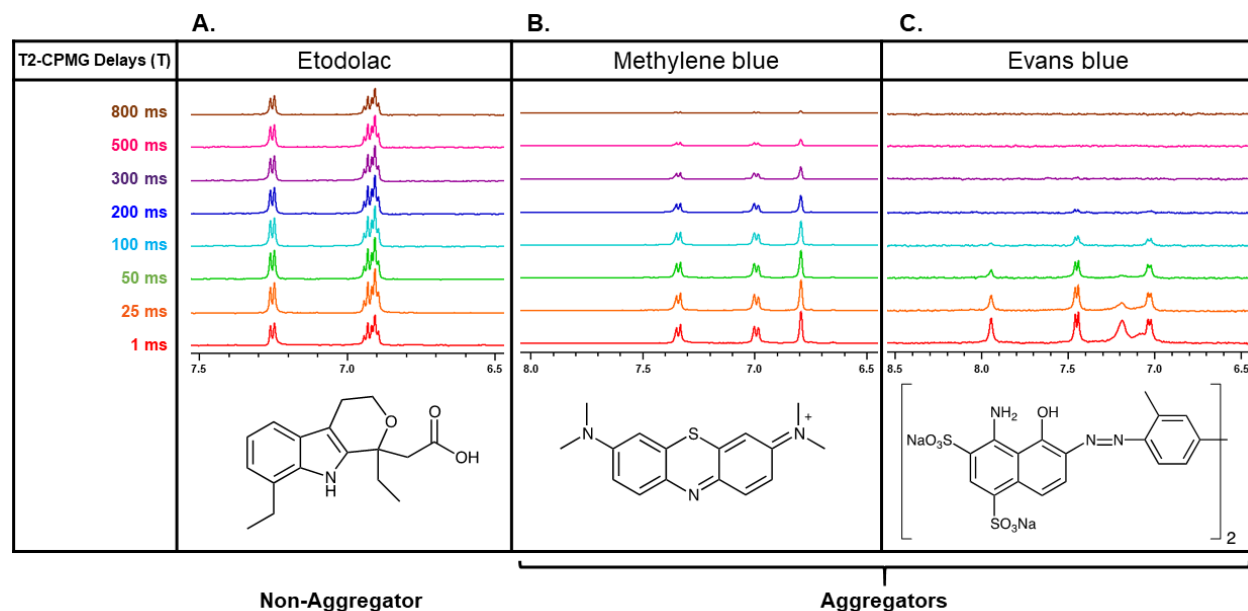 A. B. C.
T2-CPMG Delays (T) Etodolac Methylene blue Evans blue
800 ms
500 ms
300 ms
200 ms
100 ms
50 ms
25 ms
1 ms
7.5 7.0 6.5 8.0 7.5 7.0 6.5 8.5 8.0 7.5 7.0 6.5
O
O
OH
N
H
N
S
N
N
+
NH2 OH
NaO3S
N=N
SO3Na
2
Non-Aggregator Aggregators